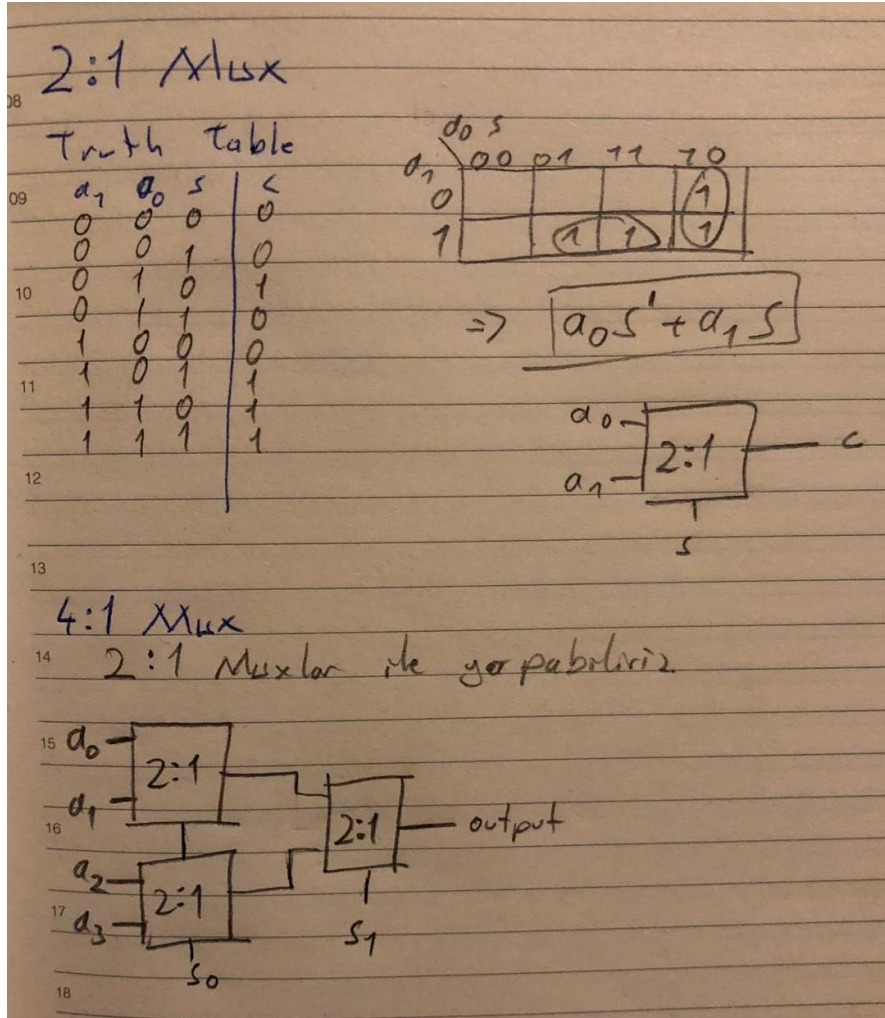 2:1 Mux
08
Truth Table
09
a₁ a₀ s c
0 0 0 0
0 0 1 0
10
0 1 0 1
0 1 1 0
1 0 0 0
11
1 0 1 1
1 1 0 1
1 1 1 1
12
a₀ s
a₁ 00 01 11 10
0 1
1 1 1 1
=> a₀s' + a₁s
a₀
2:1 c
a₁
s
13
4:1 Mux
14
2:1 Muxlar ile yapabiliriz
15
a₀
2:1
a₁
16
2:1 output
a₂
2:1
17
a₃
s₁
s₀
18